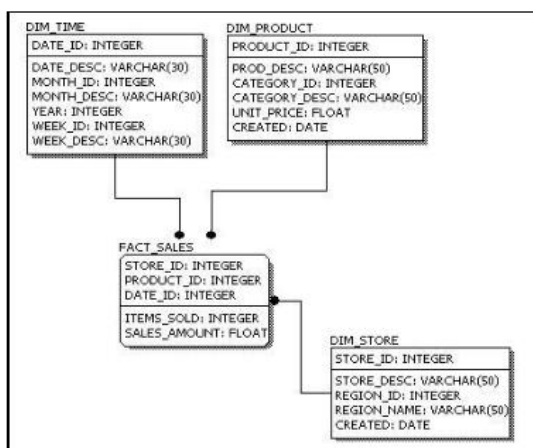 DIM_TIME
DATE_ID: INTEGER
DATE_DESC: VARCHAR(30)
MONTH_ID: INTEGER
MONTH_DESC: VARCHAR(30)
YEAR: INTEGER
WEEK_ID: INTEGER
WEEK_DESC: VARCHAR(30)
DIM_PRODUCT
PRODUCT_ID: INTEGER
PROD_DESC: VARCHAR(50)
CATEGORY_ID: INTEGER
CATEGORY_DESC: VARCHAR(50)
UNIT_PRICE: FLOAT
CREATED: DATE
FACT_SALES
STORE_ID: INTEGER
PRODUCT_ID: INTEGER
DATE_ID: INTEGER
ITEMS_SOLD: INTEGER
SALES_AMOUNT: FLOAT
DIM_STORE
STORE_ID: INTEGER
STORE_DESC: VARCHAR(50)
REGION_ID: INTEGER
REGION_NAME: VARCHAR(50)
CREATED: DATE